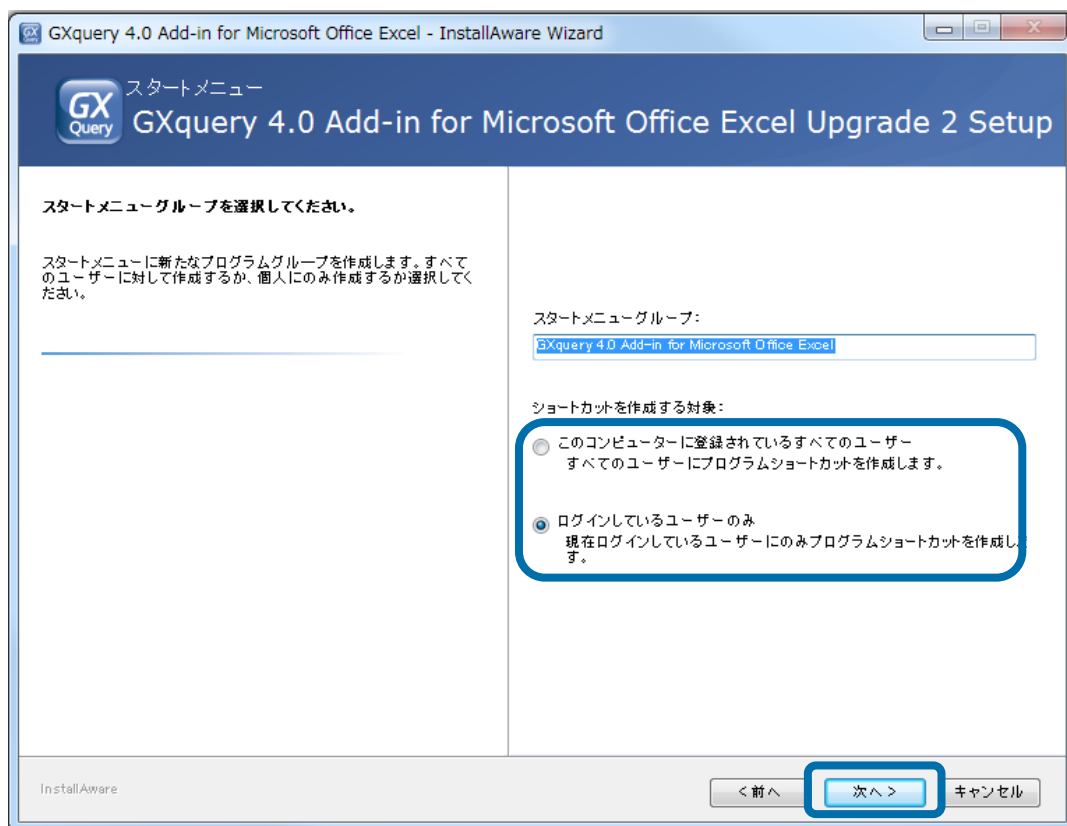 GXquery 4.0 Add-in for Microsoft Office Excel - InstallAware Wizard
GX
Query
スタートメニュー
GXquery 4.0 Add-in for Microsoft Office Excel Upgrade 2 Setup
スタートメニューグループを選択してください。
スタートメニューに新たなプログラムグループを作成します。すべて
のユーザーに対して作成するか、個人にのみ作成するか選択してく
ださい。
スタートメニューグループ:
GXquery 4.0 Add-in for Microsoft Office Excel
ショートカットを作成する対象:
このコンピューターに登録されているすべてのユーザー
すべてのユーザーにプログラムショートカットを作成します。
ログインしているユーザーのみ
現在ログインしているユーザーにのみプログラムショートカットを作成しま
す。
InstallAware
< 前へ
次へ >
キャンセル